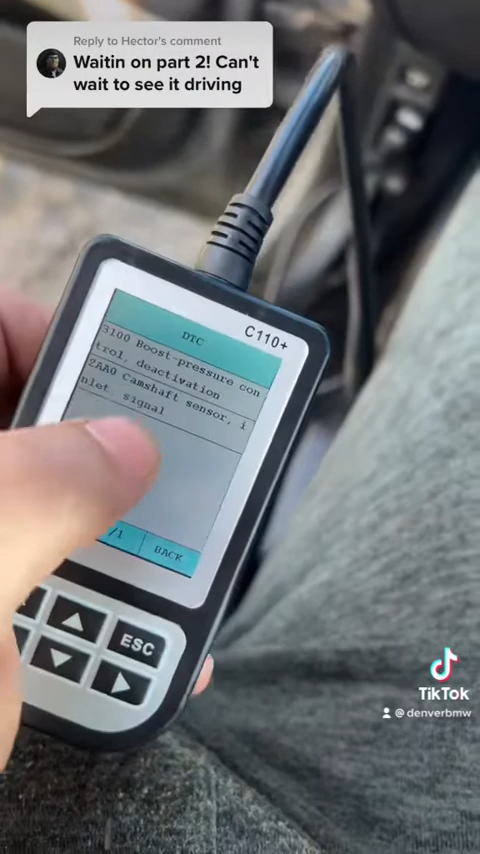 Reply to Hector's comment
Waitin on part 2! Can't
wait to see it driving
C110+
DTC
3100 Boost-pressure con
trol, deactivation
2AA0 Camshaft sensor, i
nlet, signal
/1
BACK
ESC
TikTok
@denverbmw